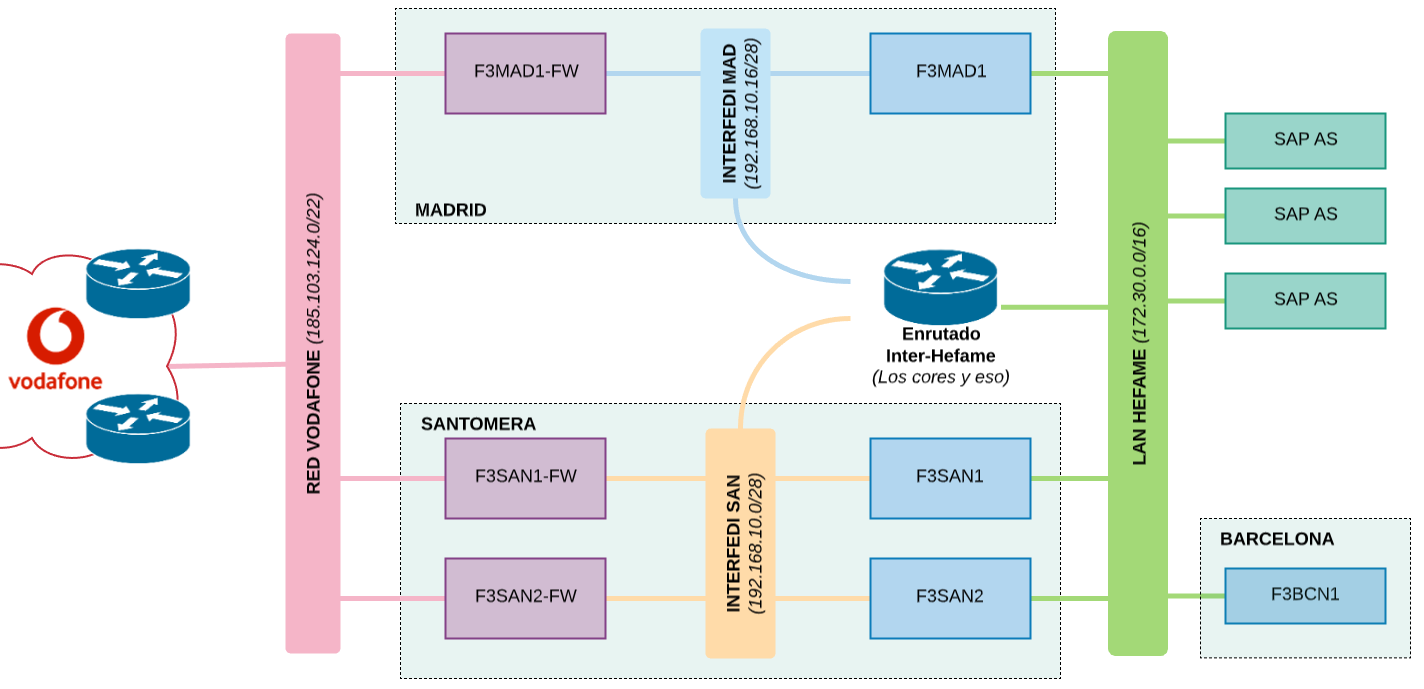 F3MAD1-FW
INTERFEDI MAD
(192.168.10.16/28)
F3MAD1
MADRID
SAP AS
SAP AS
SAP AS
vodafone
RED VODAFONE (185.103.124.0/22)
Enrutado
Inter-Hefame
(Los cores y eso)
LAN HEFAME (172.30.0.0/16)
SANTOMERA
F3SAN1-FW
INTERFEDI SAN
(192.168.10.0/28)
F3SAN1
F3SAN2-FW
F3SAN2
BARCELONA
F3BCN1